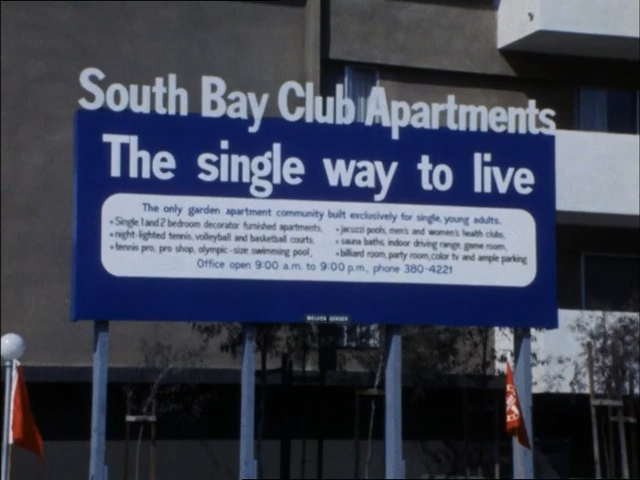 South Bay Club Apartments
The single way to live
The only garden apartment community built exclusively for single, young adults.
• Single, 1 and 2 bedroom decorator furnished apartments,
• night-lighted tennis, volleyball and basketball courts,
• tennis pro, pro shop, olympic-size swimming pool,
• jacuzzi pools, men's and women's health clubs,
• sauna baths, indoor driving range, game room,
• billiard room, party room, color tv and ample parking
Office open 9:00 a.m. to 9:00 p.m., phone 380-4221